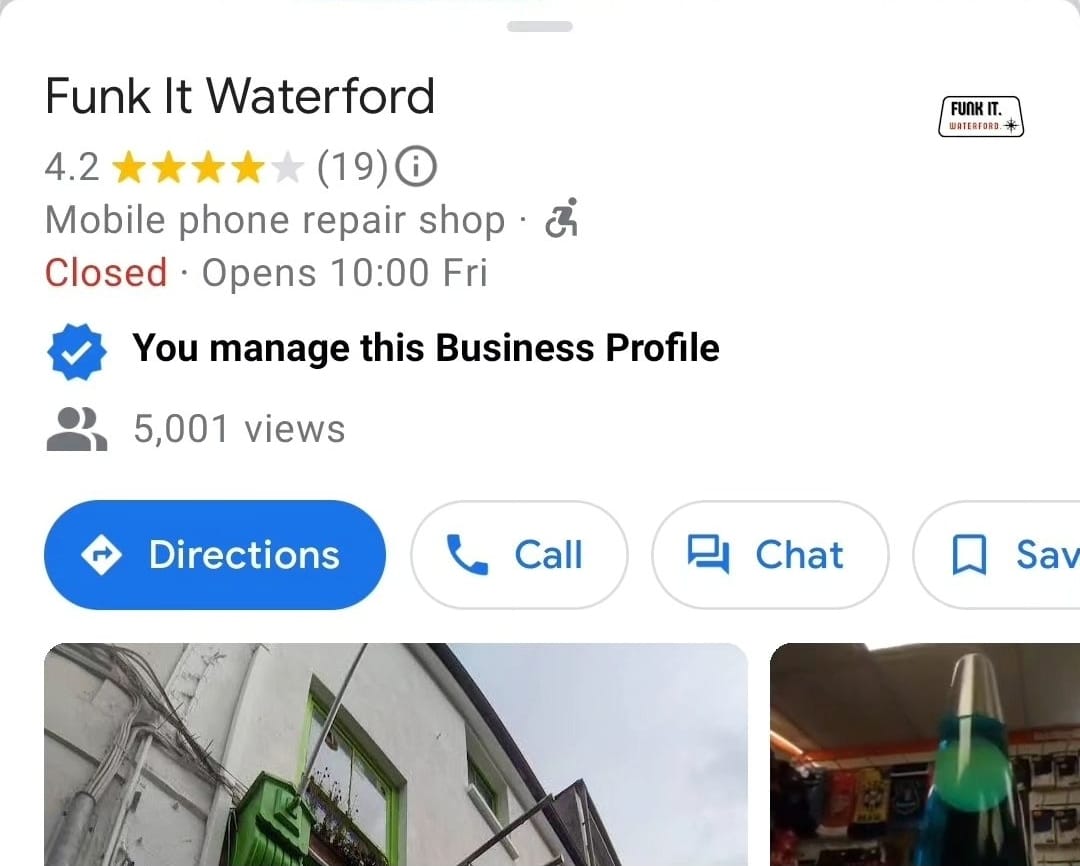 Funk It Waterford
FUNK IT.
WATERFORD.
4.2 (19)
Mobile phone repair shop ·
Closed · Opens 10:00 Fri
You manage this Business Profile
5,001 views
Directions
Call
Chat
Sav